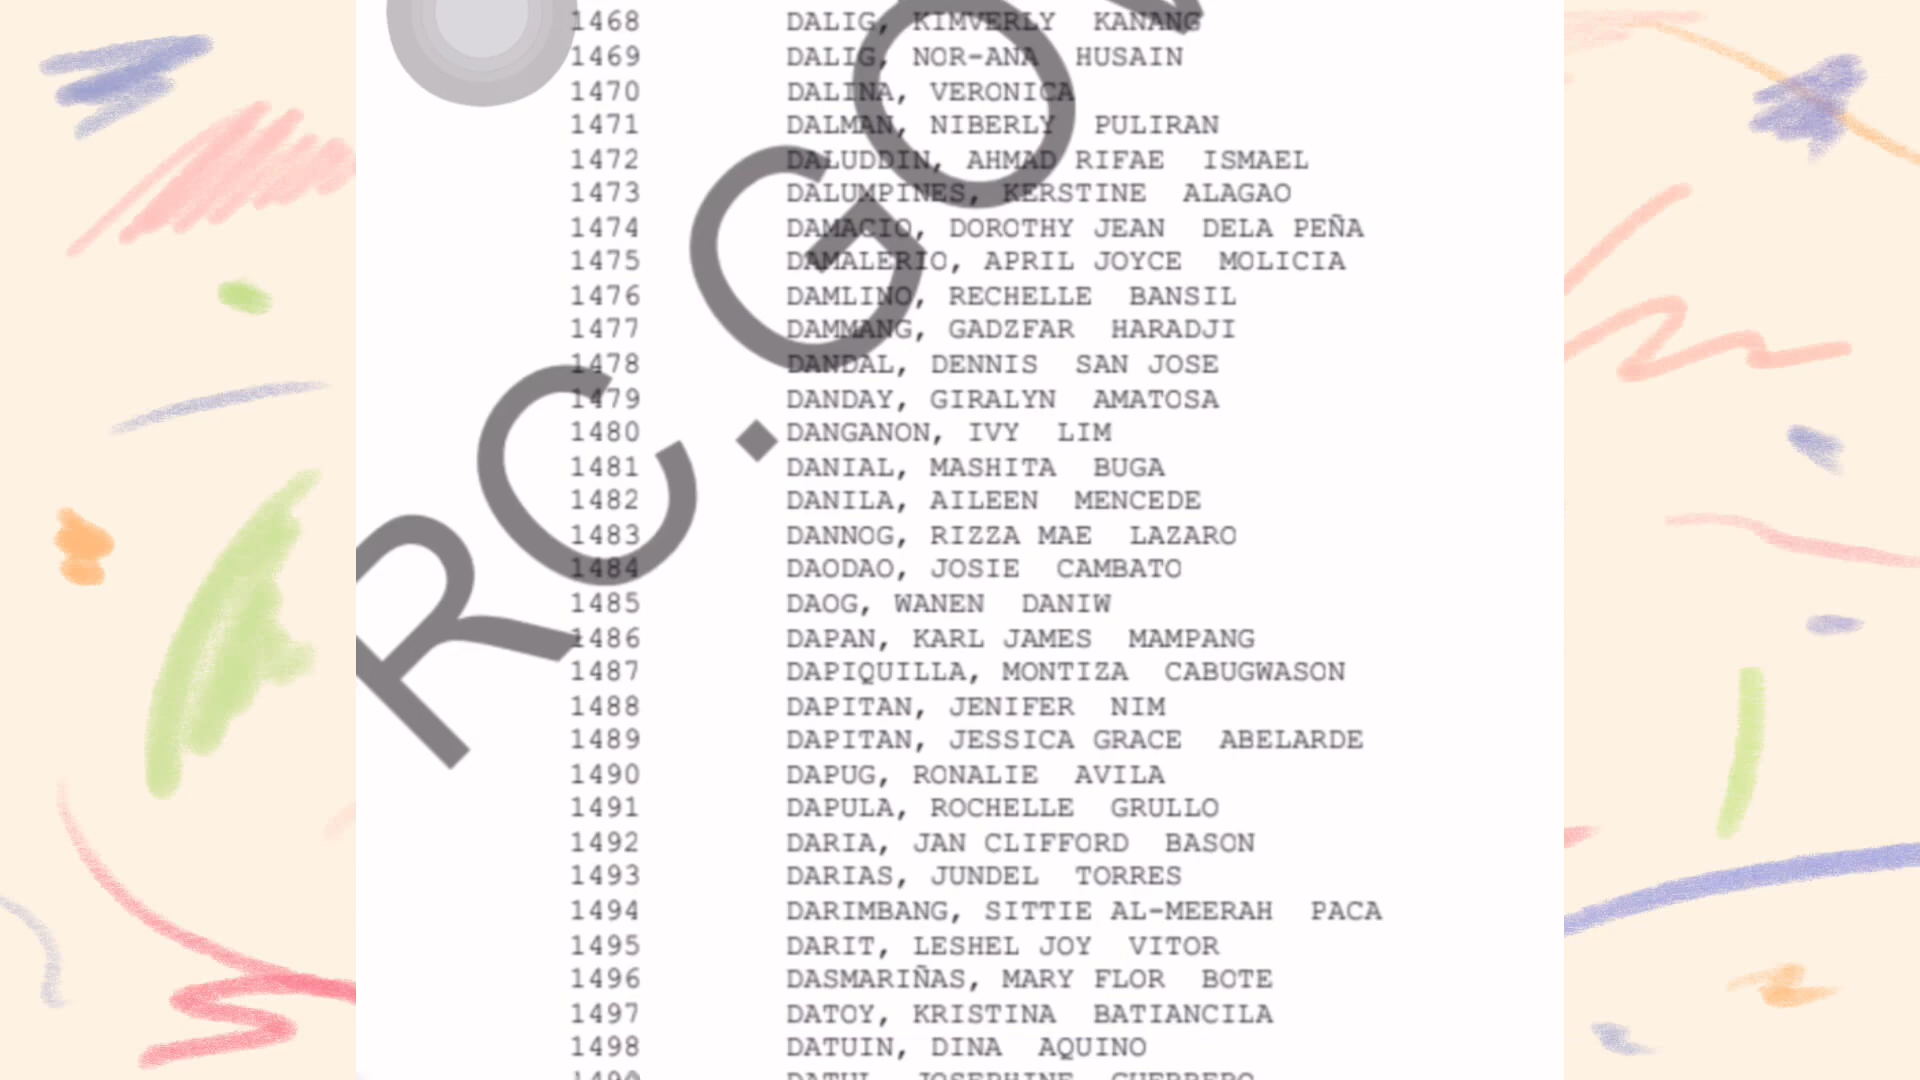 1468 DALIG, KIMVERLY KANANG
1469 DALIG, NOR-ANA HUSAIN
1470 DALINA, VERONICA
1471 DALMAN, NIBERLY PULIRAN
1472 DALUDDIN, AHMAD RIFAE ISMAEL
1473 DALUMPINES, KERSTINE ALAGAO
1474 DAMACIO, DOROTHY JEAN DELA PEÑA
1475 DAMALERIO, APRIL JOYCE MOLICIA
1476 DAMLINO, RECHELLE BANSIL
1477 DAMMANG, GADZFAR HARADJI
1478 DANDAL, DENNIS SAN JOSE
1479 DANDAY, GIRALYN AMATOSA
1480 DANGANON, IVY LIM
1481 DANIAL, MASHITA BUGA
1482 DANILA, AILEEN MENCEDE
1483 DANNOG, RIZZA MAE LAZARO
1484 DAODAO, JOSIE CAMBATO
1485 DAOG, WANEN DANIW
1486 DAPAN, KARL JAMES MAMPANG
1487 DAPIQUILLA, MONTIZA CABUGWASON
1488 DAPITAN, JENIFER NIM
1489 DAPITAN, JESSICA GRACE ABELARDE
1490 DAPUG, RONALIE AVILA
1491 DAPULA, ROCHELLE GRULLO
1492 DARIA, JAN CLIFFORD BASON
1493 DARIAS, JUNDEL TORRES
1494 DARIMBANG, SITTIE AL-MEERAH PACA
1495 DARIT, LESHEL JOY VITOR
1496 DASMARIÑAS, MARY FLOR BOTE
1497 DATOY, KRISTINA BATIANCILA
1498 DATUIN, DINA AQUINO
RC.GOV